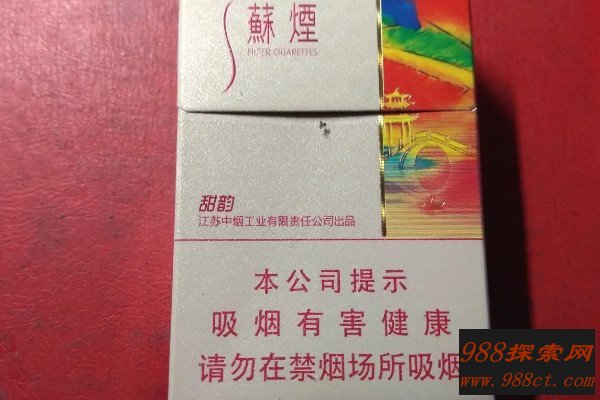 蘇煙
FILTER CIGARETTES
甜韵
江苏中烟工业有限责任公司出品
本公司提示
吸烟有害健康
请勿在禁烟场所吸烟
988探索网
www.988ct.com